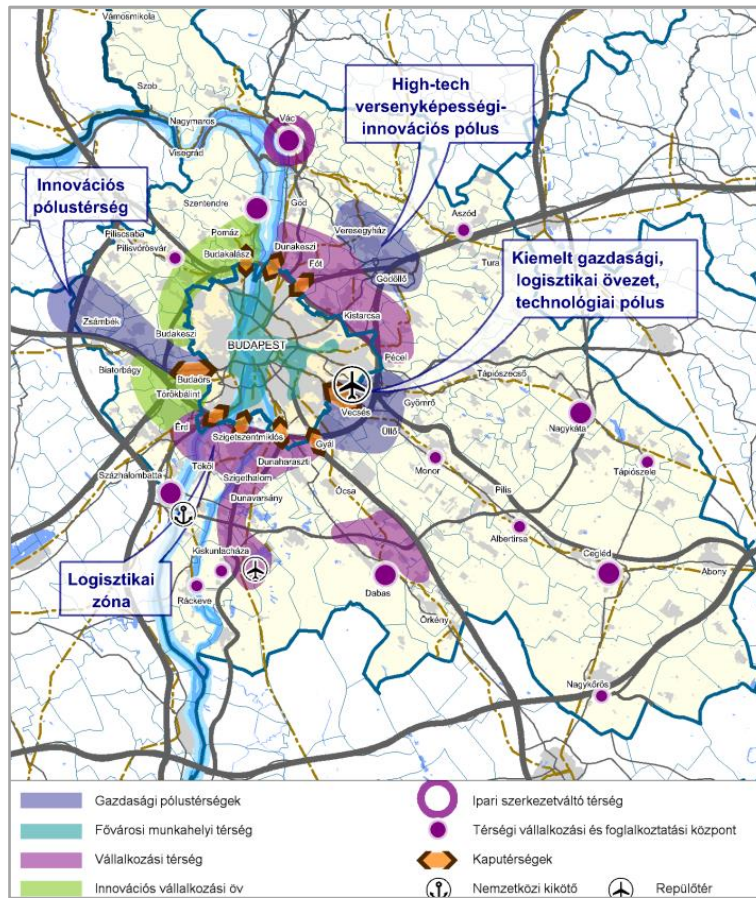 Vámosmikola
Szob
Nagymaros
Visegrád
Vác
High-tech
versenyképességi-
innovációs pólus
Innovációs
pólustérség
Szentendre
Göd
Veresegyház
Aszód
Piliscsaba
Pilisvörösvár
Pomáz
Budakalász
Dunakeszi
Fót
Tura
Gödöllő
Kiemelt gazdasági,
logisztikai övezet,
technológiai pólus
Zsámbék
Budakeszi
Kistarcsa
BUDAPEST
Pécel
Biatorbágy
Budaörs
Törökbálint
Tápiószecső
Gyömrő
Vecsés
Üllő
Nagykáta
Érd
Szigetszentmiklós
Gyál
Dunaharaszti
Tököl
Szigethalom
Százhalombatta
Dunavarsány
Monor
Tápiószele
Ócsa
Pilis
Albertirsa
Kiskunlacháza
Cegléd
Abony
Logisztikai
zóna
Ráckeve
Dabas
Örkény
Nagykőrös
Gazdasági pólustérségek
Ipari szerkezetváltó térség
Fővárosi munkahelyi térség
Térségi vállalkozási és foglalkoztatási központ
Vállalkozási térség
Kaputérségek
Innovációs vállalkozási öv
Nemzetközi kikötő
Repülőtér